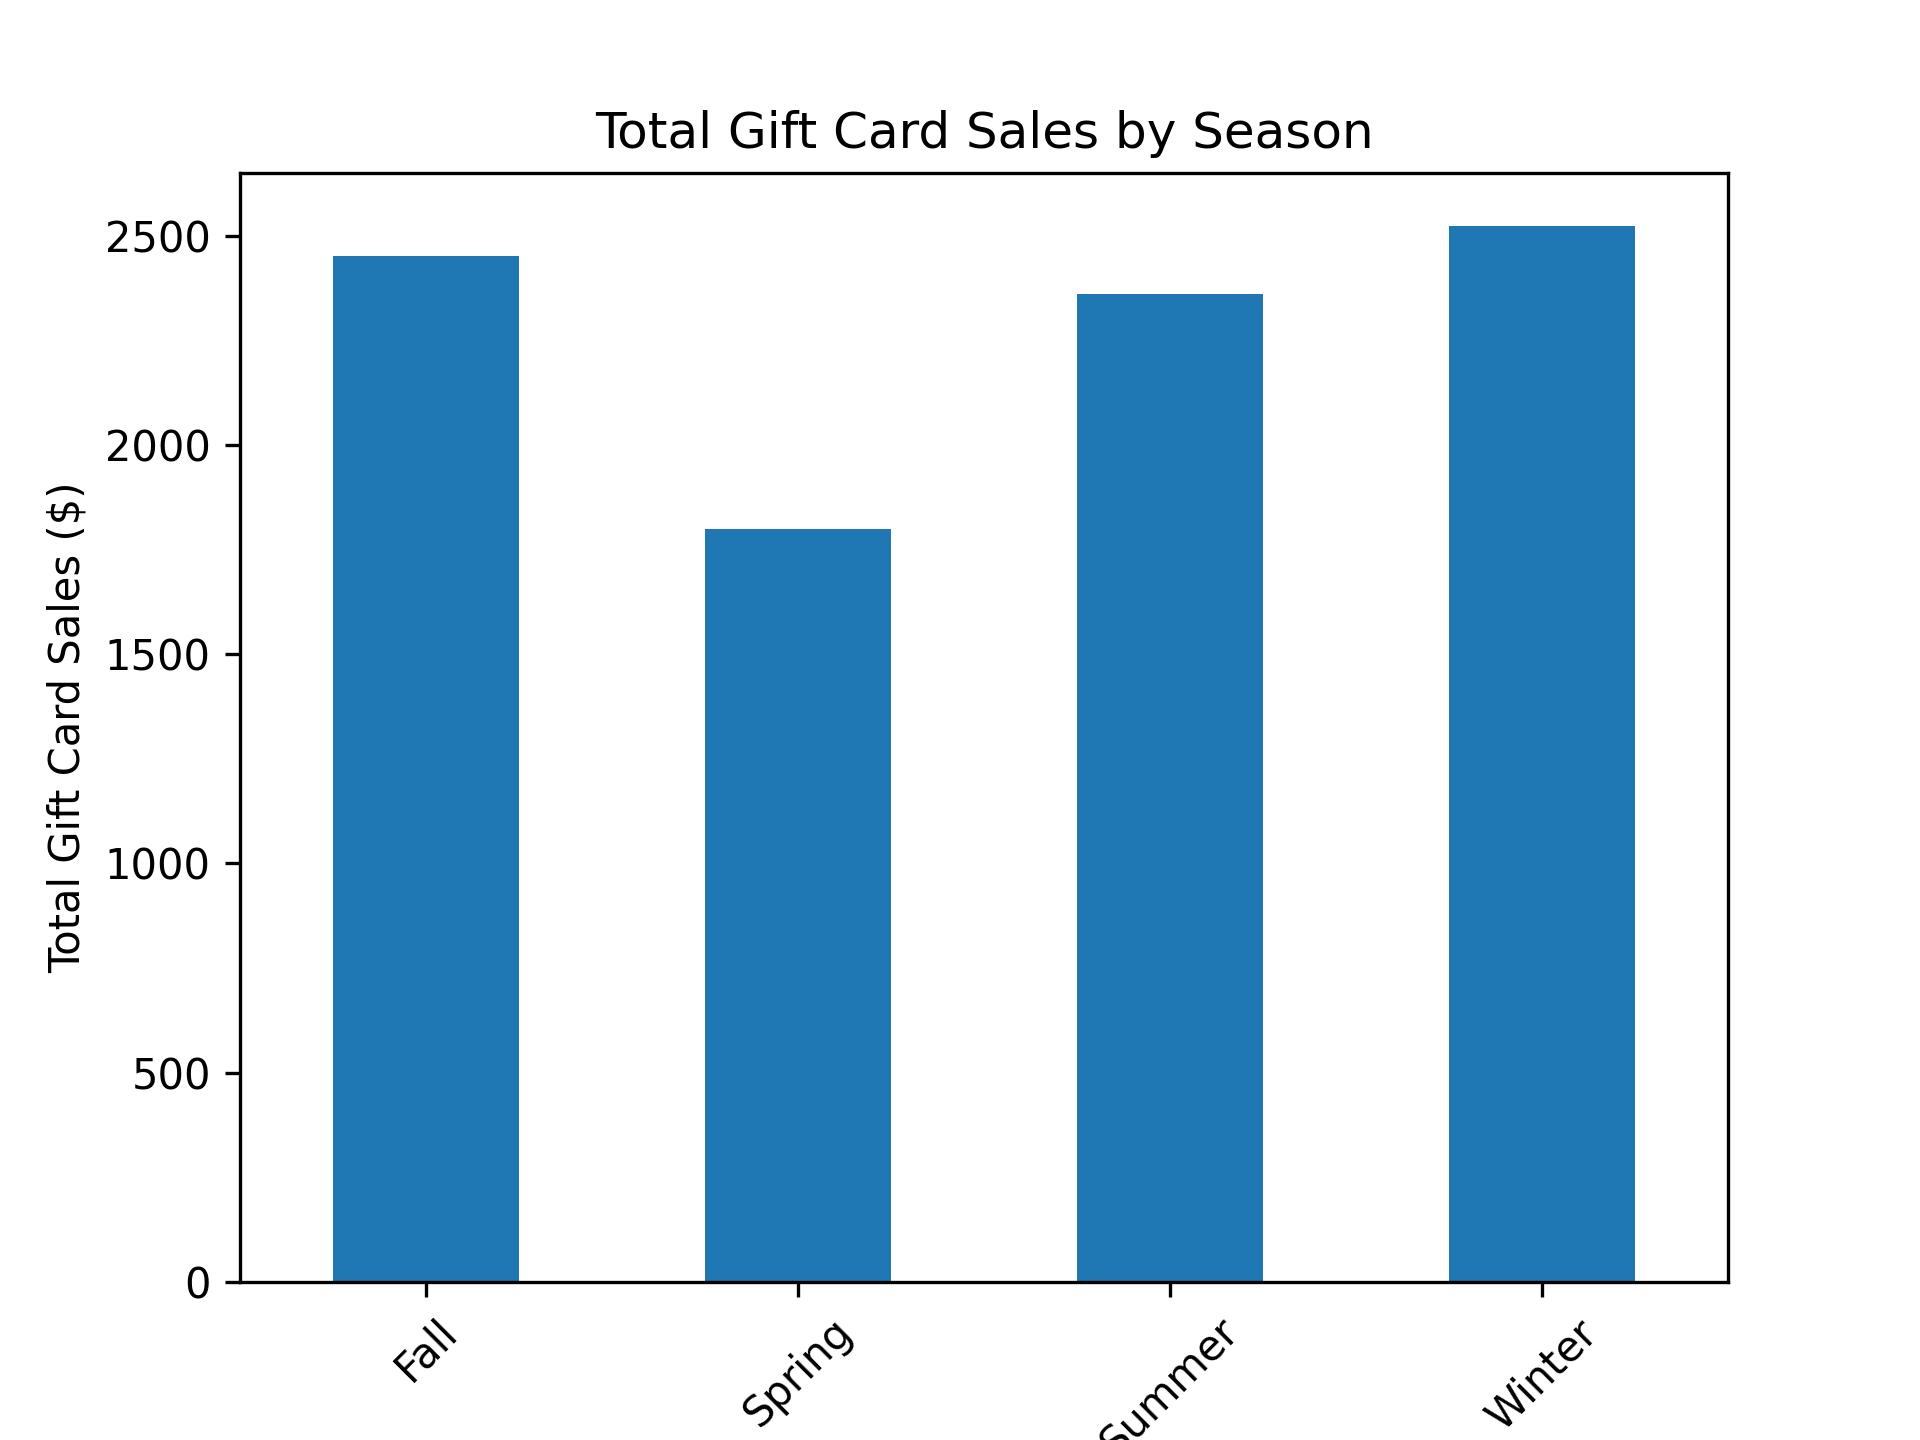 Total Gift Card Sales by Season
Total Gift Card Sales ($)
2500
2000
1500
1000
500
0
Fall
Spring
Summer
Winter